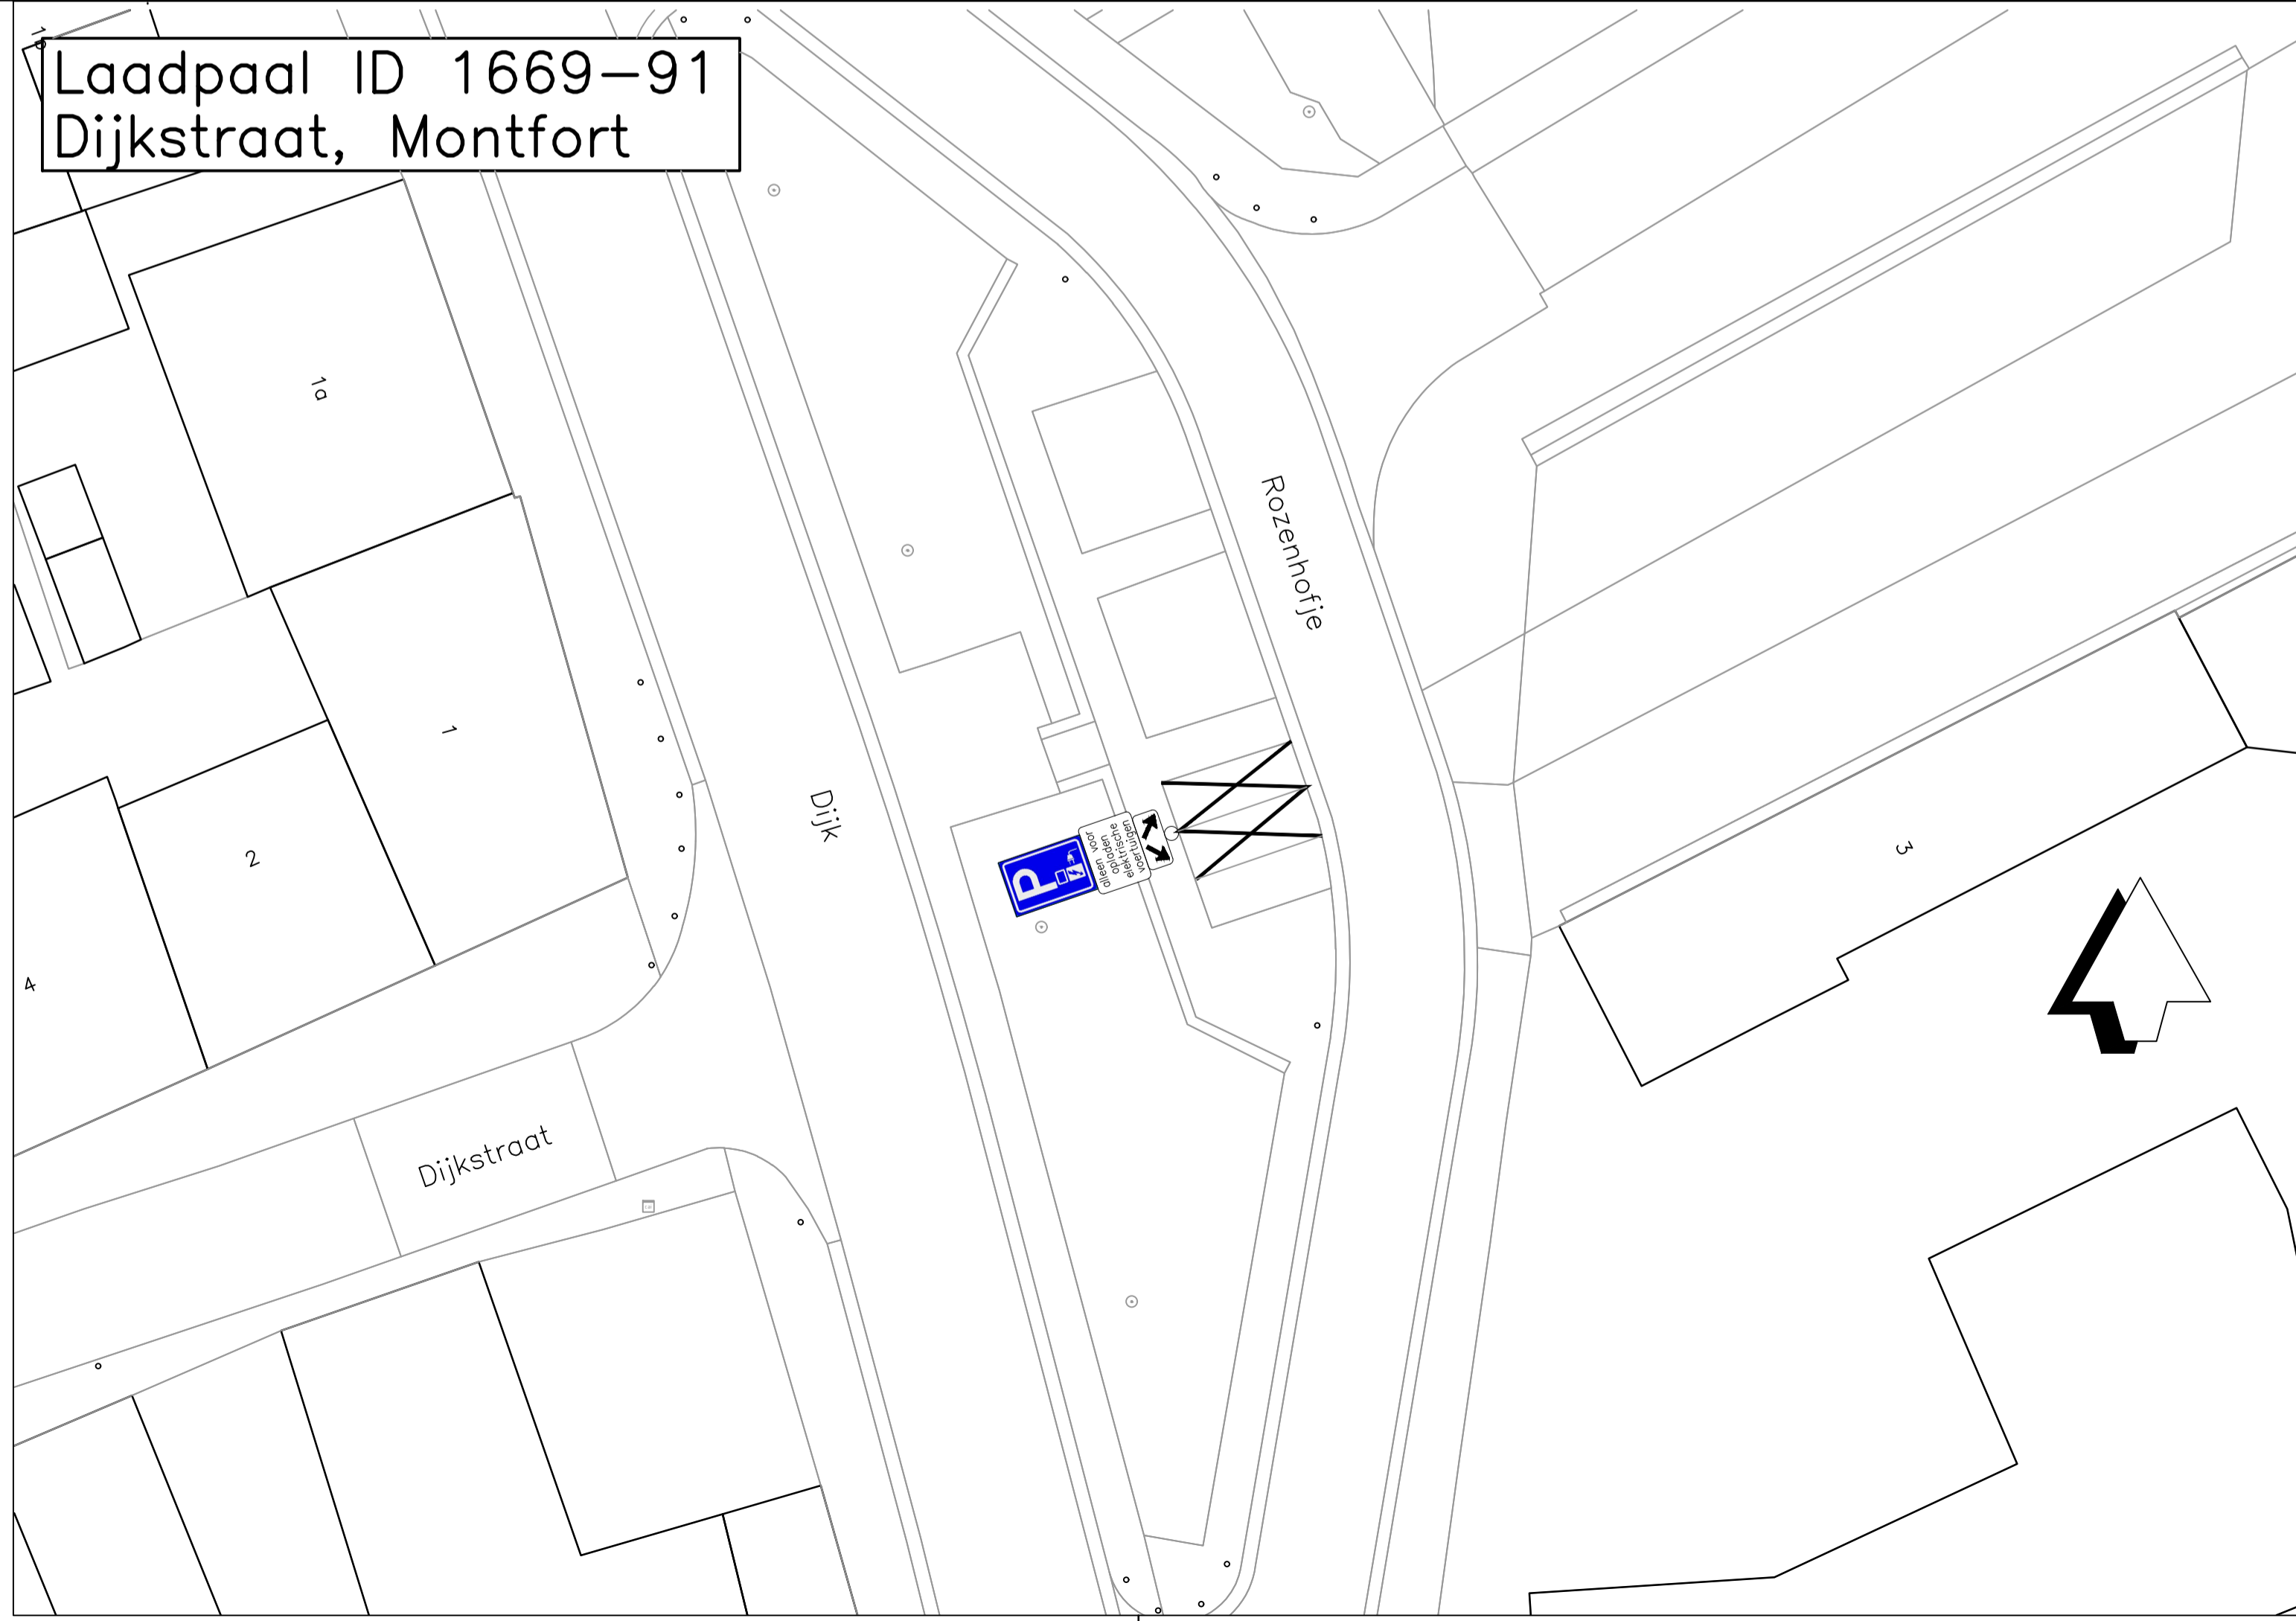 Laadpaal ID 1669-91
Dijkstraat, Montfort
1a
1
2
4
3
Rozenhofje
Dijk
Dijkstraat
P
alleen voor
opladen
elektrische
voertuigen